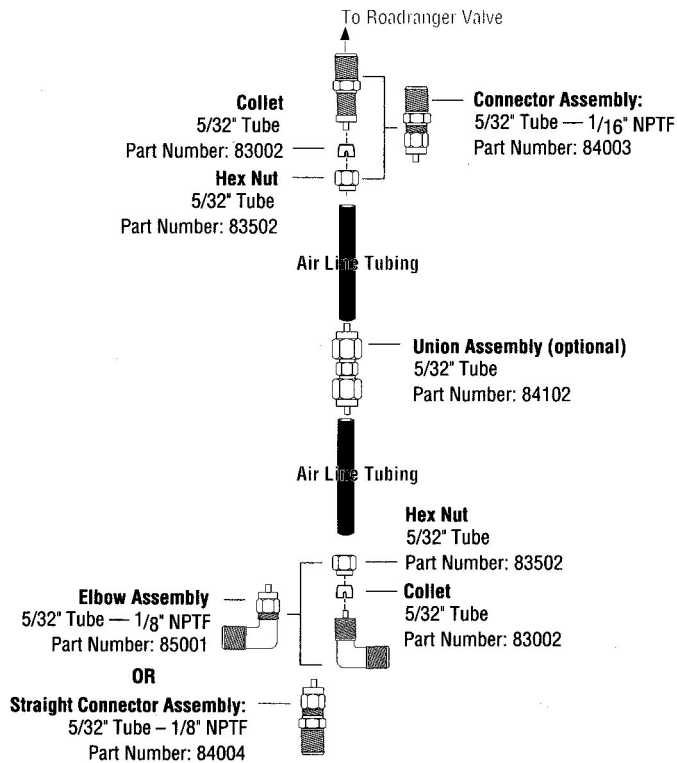 To Roadranger Valve
Collet
5/32" Tube
Part Number: 83002
Hex Nut
5/32" Tube
Part Number: 83502
Connector Assembly:
5/32" Tube — 1/16" NPTF
Part Number: 84003
Air Line Tubing
Union Assembly (optional)
5/32" Tube
Part Number: 84102
Air Line Tubing
Hex Nut
5/32" Tube
Part Number: 83502
Collet
5/32" Tube
Part Number: 83002
Elbow Assembly
5/32" Tube — 1/8" NPTF
Part Number: 85001
OR
Straight Connector Assembly:
5/32" Tube – 1/8" NPTF
Part Number: 84004